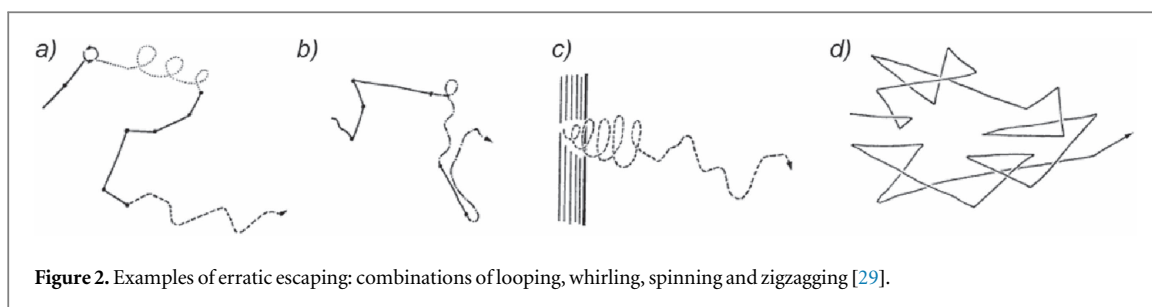 a) b) c) d)
Figure 2. Examples of erratic escaping: combinations of looping, whirling, spinning and zigzagging [29].